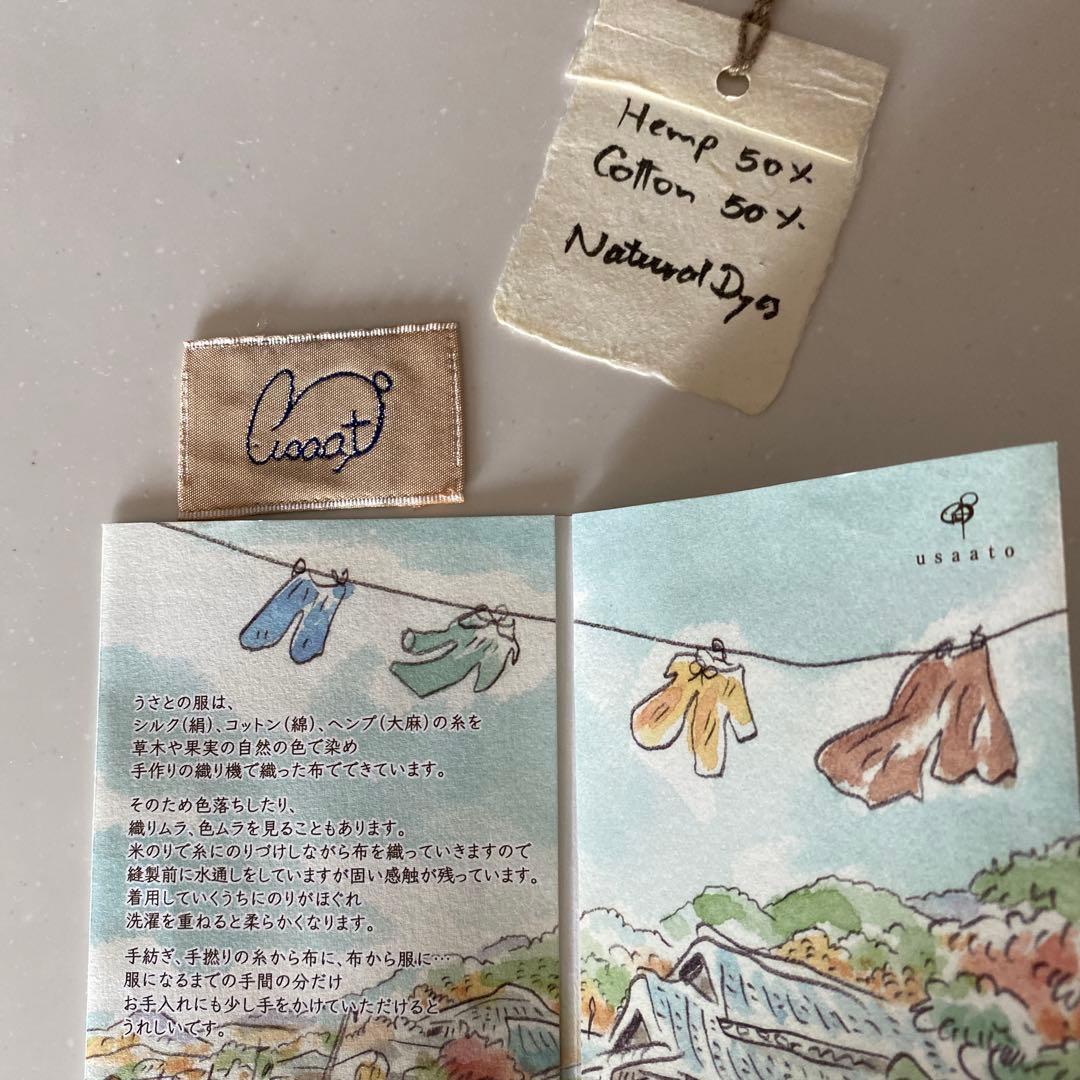 Hemp 50%
Cotton 50%
Natural Dyes
usaato
usaato
うさとの服は、
シルク(絹)、コットン(綿)、ヘンプ(大麻)の糸を
草木や果実の自然の色で染め
手作りの織り機で織った布でできています。
そのため色落ちしたり、
織りムラ、色ムラを見ることもあります。
米のりで糸にのりづけしながら布を織っていきますので
縫製前に水通しをしていますが固い感触が残っています。
着用していくうちにのりがほぐれ
洗濯を重ねると柔らかくなります。
手紡ぎ、手撚りの糸から布に、布から服に…
服になるまでの手間の分だけ
お手入れにも少し手をかけていただけると
うれしいです。